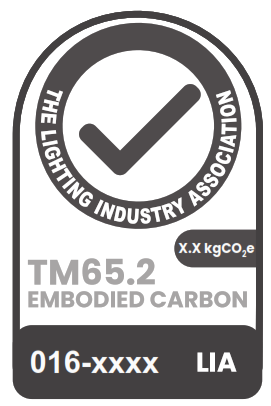 THE LIGHTING INDUSTRY ASSOCIATION
X.X kgCO₂e
TM65.2
EMBODIED CARBON
016-xxxx LIA